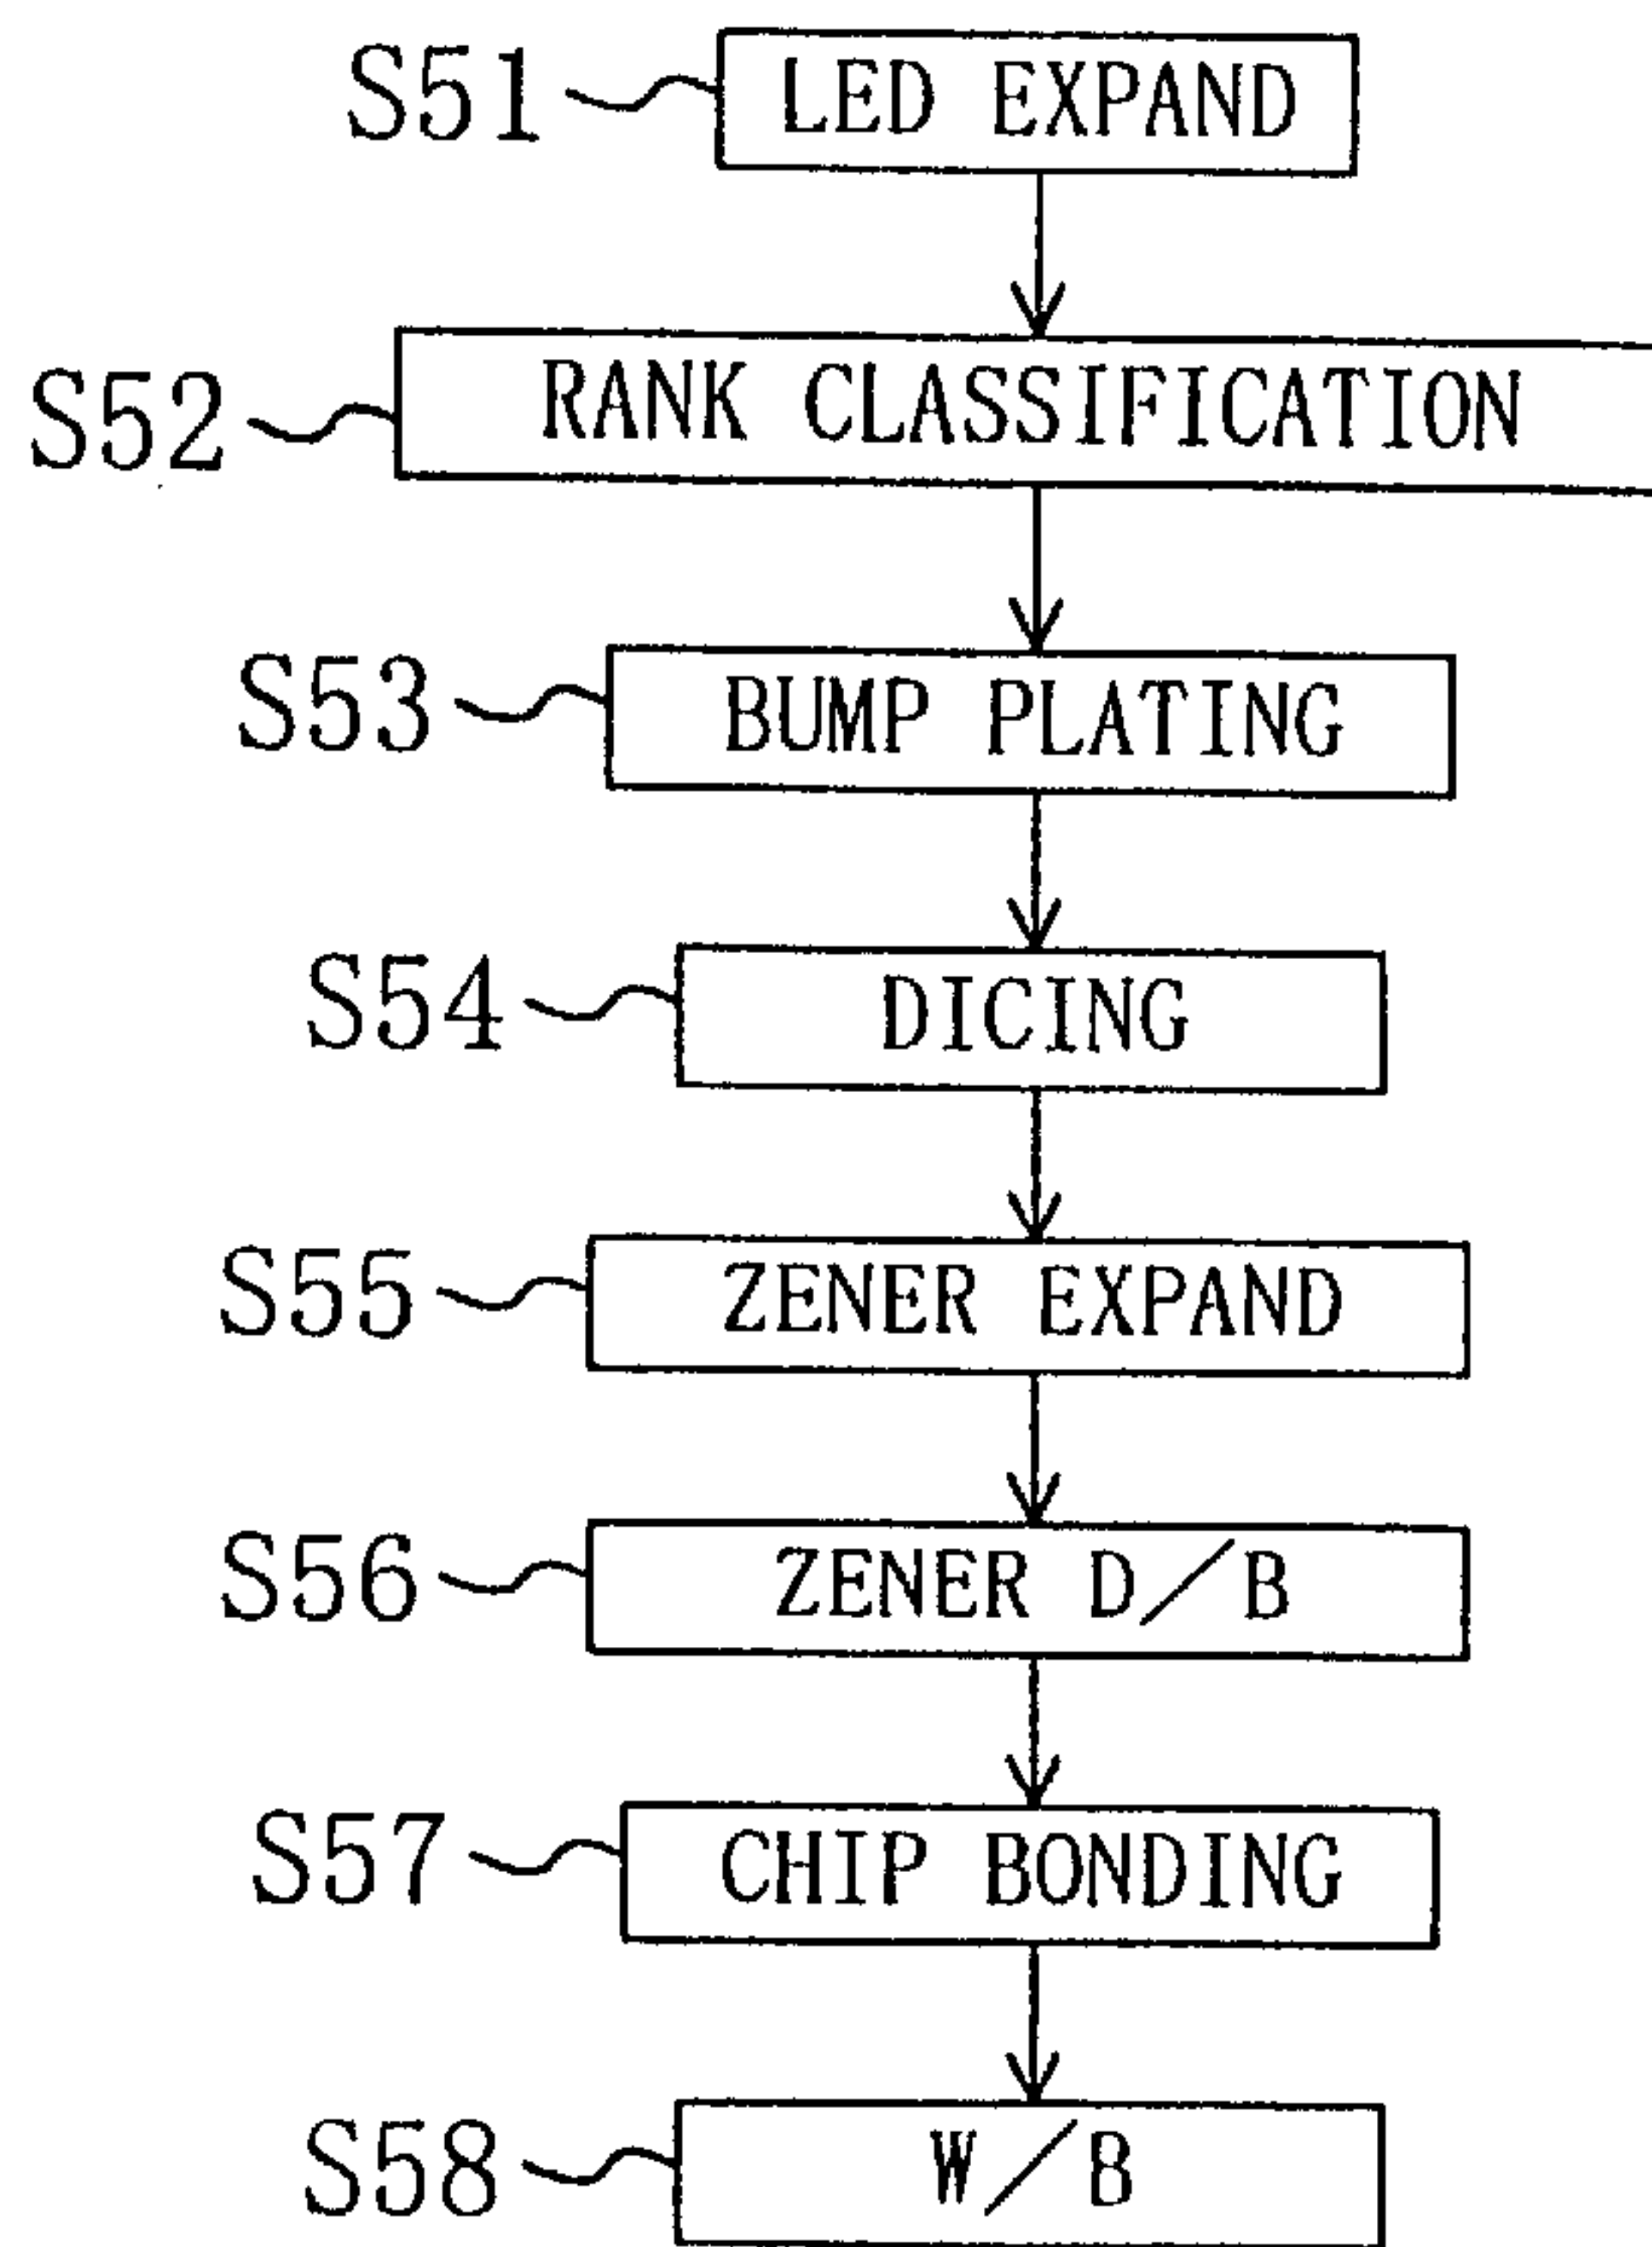 S51 LED EXPAND
S52 RANK CLASSIFICATION
S53 BUMP PLATING
S54 DICING
S55 ZENER EXPAND
S56 ZENER D/B
S57 CHIP BONDING
S58 W/B